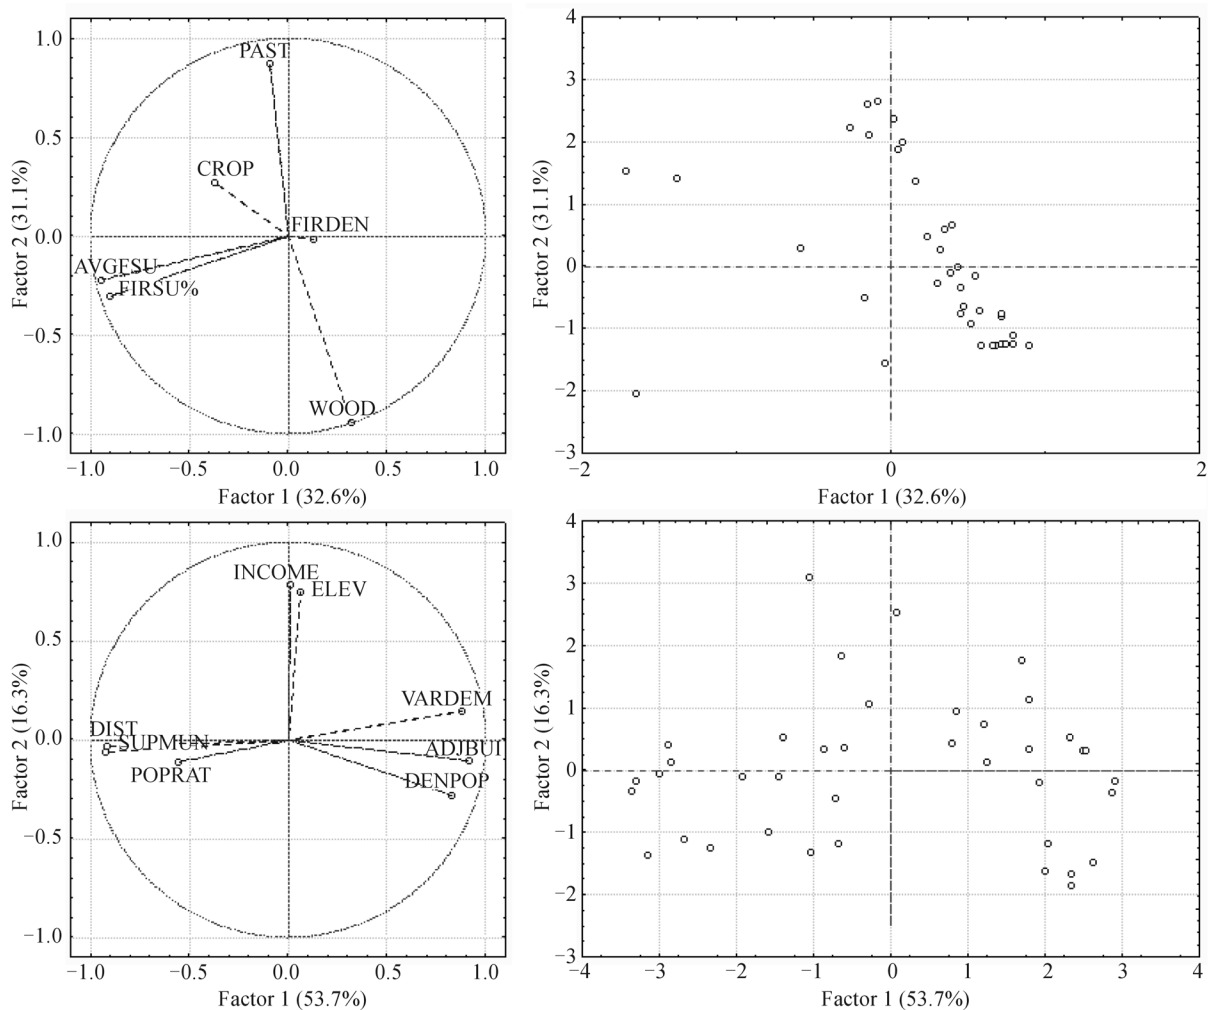 1.0
0.5
0.0
−0.5
−1.0
Factor 2 (31.1%)
PAST
CROP
FIRDEN
AVGFSU
FIRSU%
WOOD
−1.0 −0.5 0.0 0.5 1.0
Factor 1 (32.6%)
4
3
2
1
0
−1
−2
−3
Factor 2 (31.1%)
−2 0 2
Factor 1 (32.6%)
1.0
0.5
0.0
−0.5
−1.0
Factor 2 (16.3%)
INCOME
ELEV
VARDEM
DIST
SUPMUN
ADJBUI
POPRAT
DENPOP
−1.0 −0.5 0.0 0.5 1.0
Factor 1 (53.7%)
4
3
2
1
0
−1
−2
−3
Factor 2 (16.3%)
−4 −3 −2 −1 0 1 2 3 4
Factor 1 (53.7%)